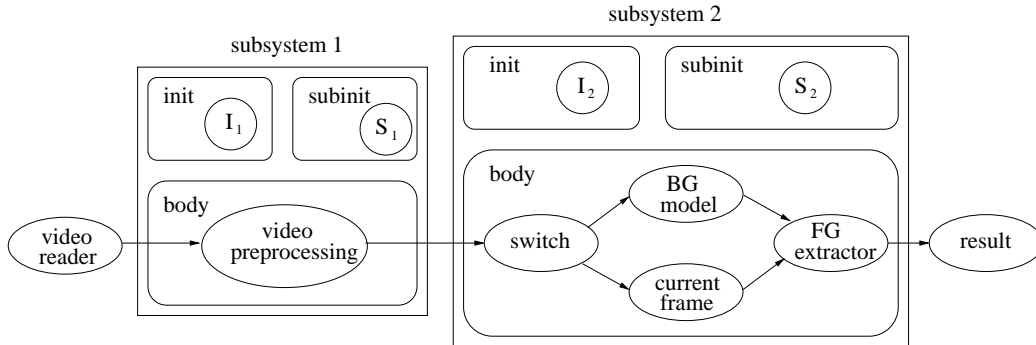 subsystem 1
subsystem 2
init
I₁
subinit
S₁
init
I₂
subinit
S₂
body
video
preprocessing
video
reader
body
switch
BG
model
current
frame
FG
extractor
result